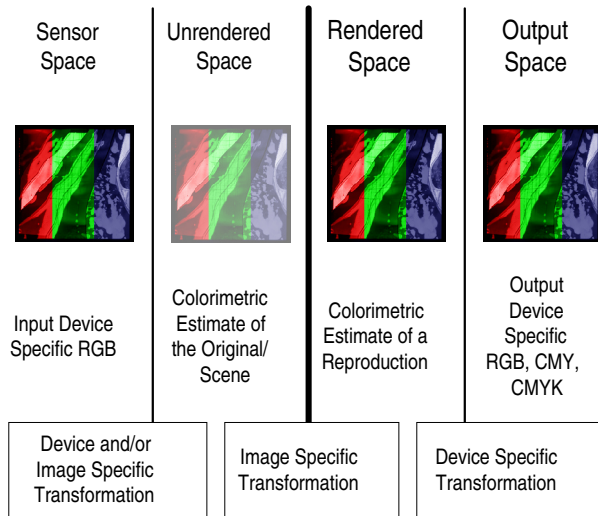 Sensor
Space
Unrendered
Space
Rendered
Space
Output
Space
Input Device
Specific RGB
Colorimetric
Estimate of
the Original/
Scene
Colorimetric
Estimate of a
Reproduction
Output
Device
Specific
RGB, CMY,
CMYK
Device and/or
Image Specific
Transformation
Image Specific
Transformation
Device Specific
Transformation